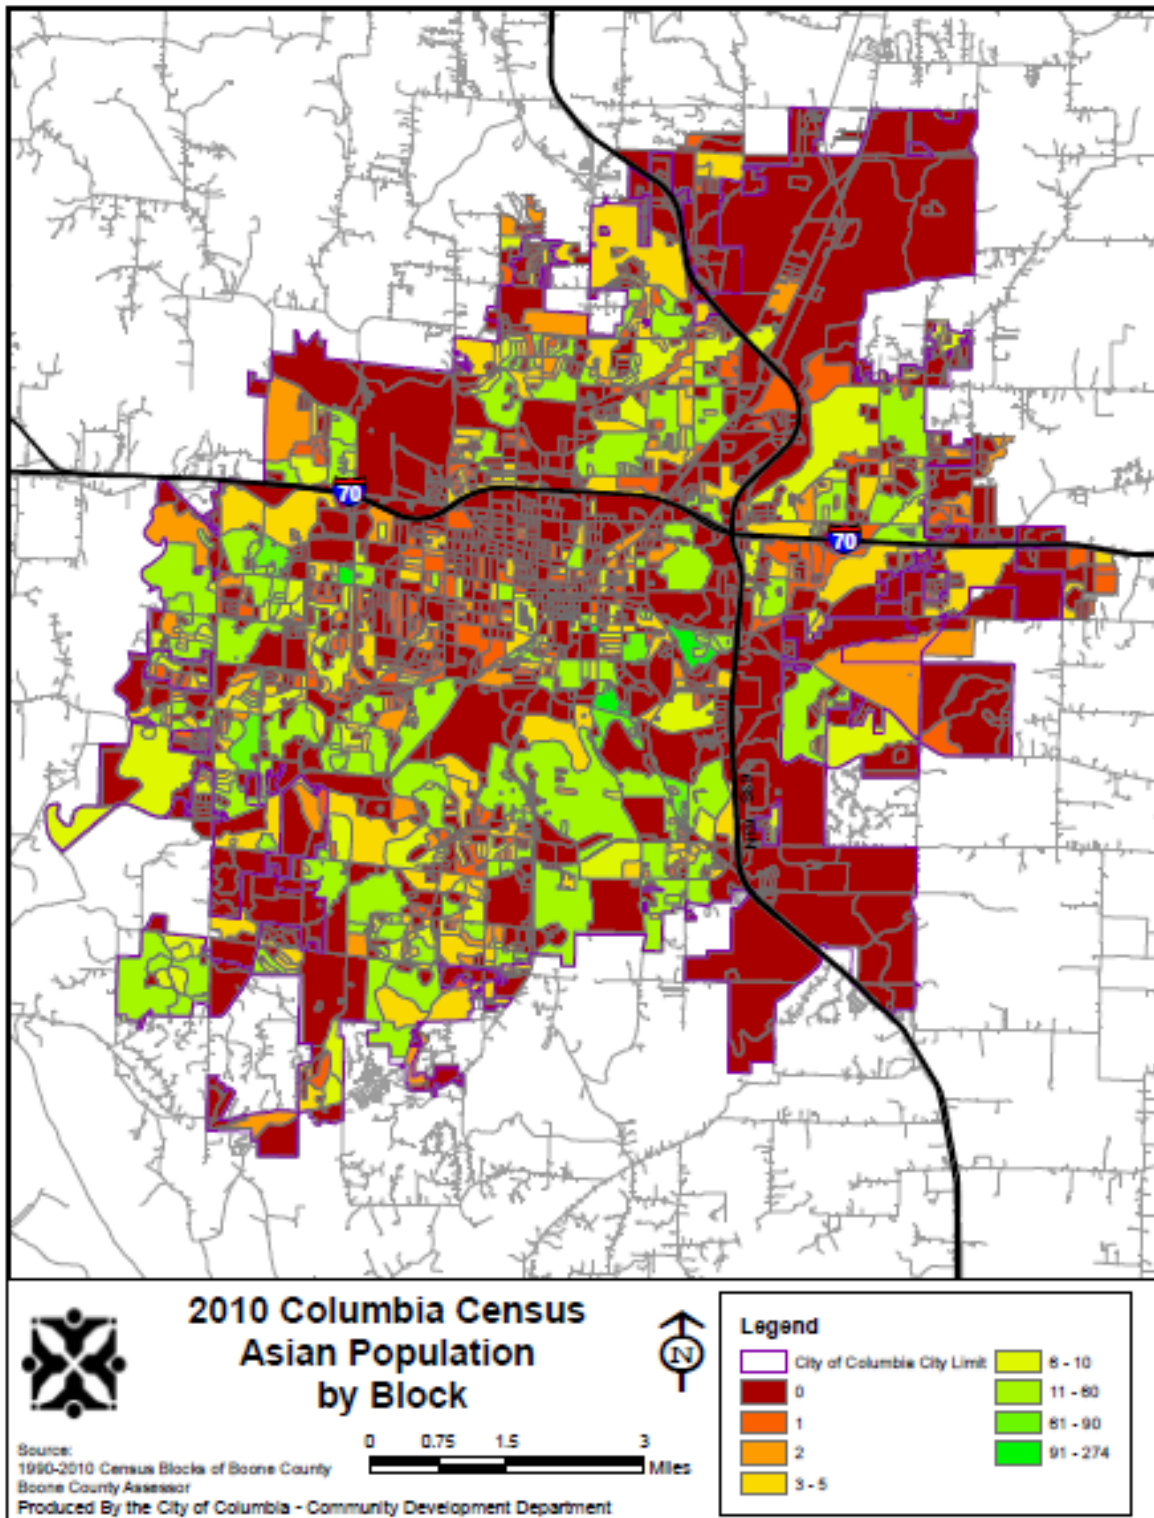 70
70
HW 63
2010 Columbia Census
Asian Population
by Block
N
0 0.75 1.5 3
Miles
Source:
1990-2010 Census Blocks of Boone County
Boone County Assessor
Produced By the City of Columbia - Community Development Department
Legend
City of Columbia City Limit
0
1
2
3 - 5
6 - 10
11 - 60
61 - 90
91 - 274